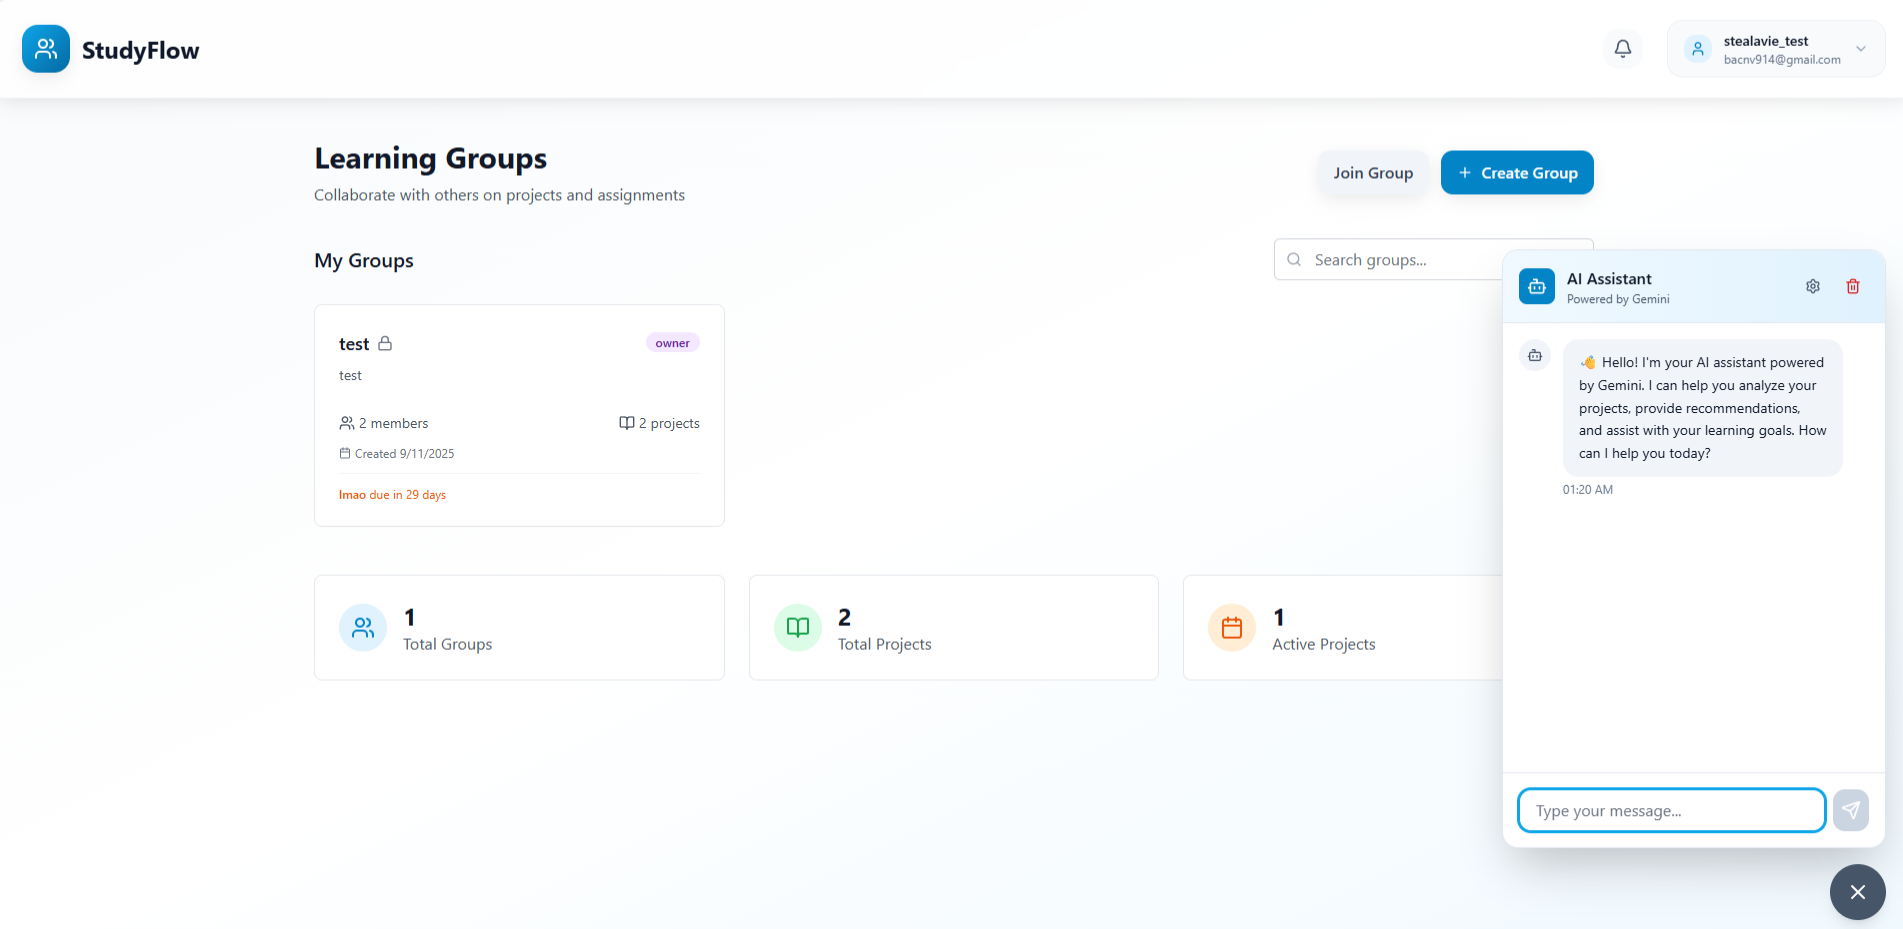 StudyFlow
stealavie_test
bacnv914@gmail.com
Learning Groups
Collaborate with others on projects and assignments
Join Group
+ Create Group
My Groups
Search groups...
test
owner
test
2 members
2 projects
Created 9/11/2025
lmao due in 29 days
1
Total Groups
2
Total Projects
1
Active Projects
AI Assistant
Powered by Gemini
👋 Hello! I'm your AI assistant powered
by Gemini. I can help you analyze your
projects, provide recommendations,
and assist with your learning goals. How
can I help you today?
01:20 AM
Type your message...